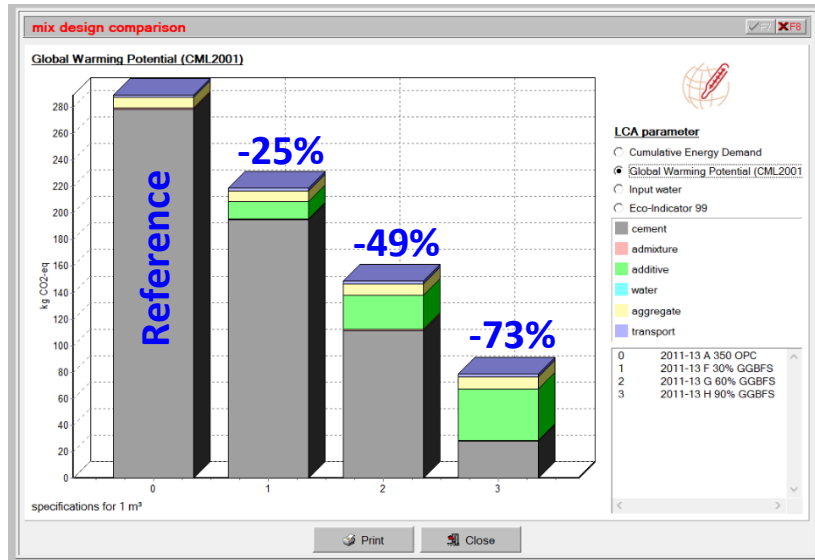 mix design comparison
F7
F8
Global Warming Potential (CML2001)
280
260
240
220
200
180
160
140
120
100
80
60
40
20
0
kg CO2-eq
Reference
-25%
-49%
-73%
0
1
2
3
specifications for 1 m³
LCA parameter
Cumulative Energy Demand
Global Warming Potential (CML2001
Input water
Eco-Indicator 99
cement
admixture
additive
water
aggregate
transport
0 2011-13 A 350 OPC
1 2011-13 F 30% GGBFS
2 2011-13 G 60% GGBFS
3 2011-13 H 90% GGBFS
Print
Close